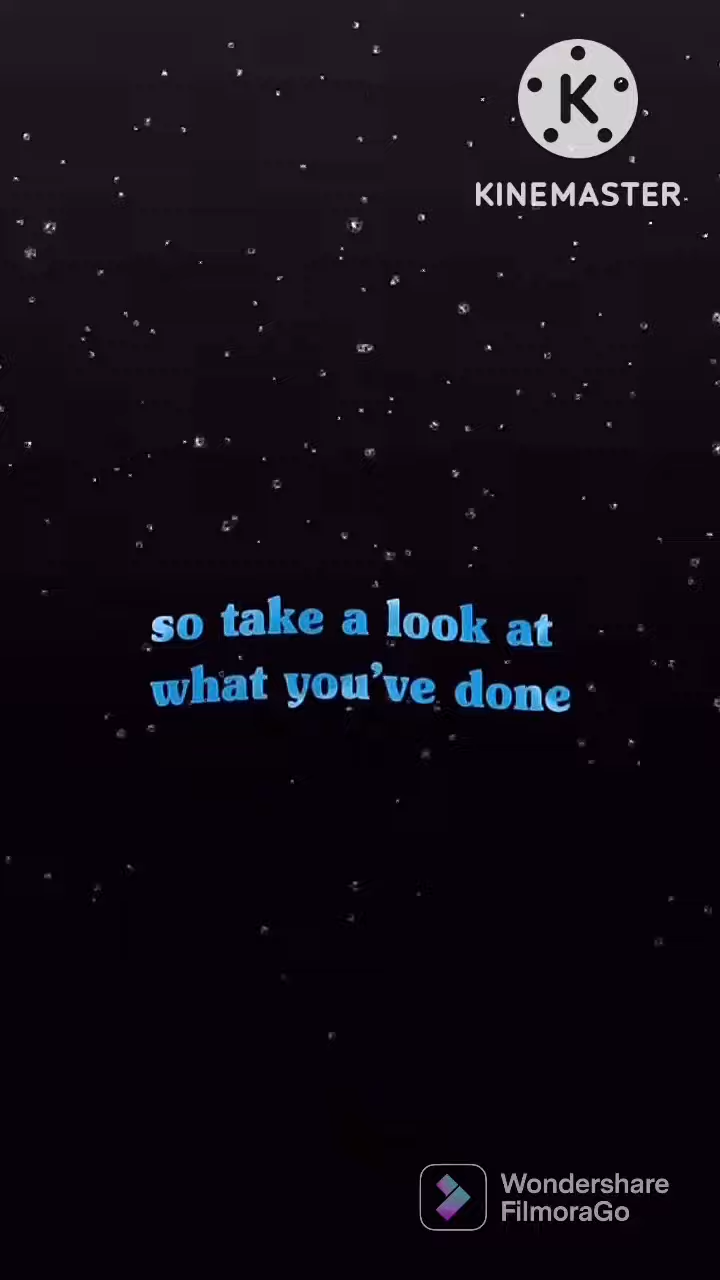 K
KINEMASTER
so take a look at
what you've done
Wondershare
FilmoraGo